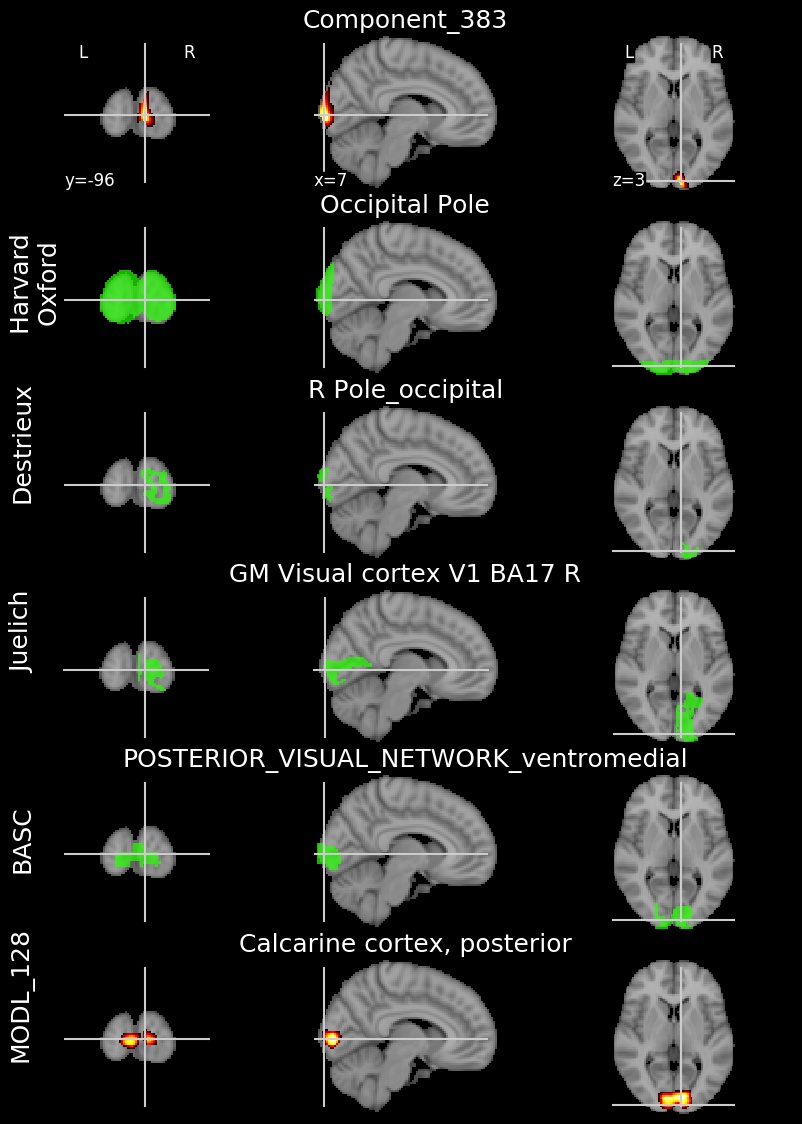 Component_383
L R L R
y=-96 x=7 z=3
Occipital Pole
Harvard
Oxford
R Pole_occipital
Destrieux
GM Visual cortex V1 BA17 R
Juelich
POSTERIOR_VISUAL_NETWORK_ventromedial
BASC
Calcarine cortex, posterior
MODL_128